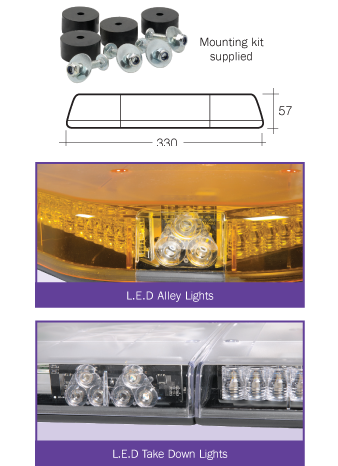 Mounting kit
supplied
57
330
L.E.D Alley Lights
L.E.D Take Down Lights